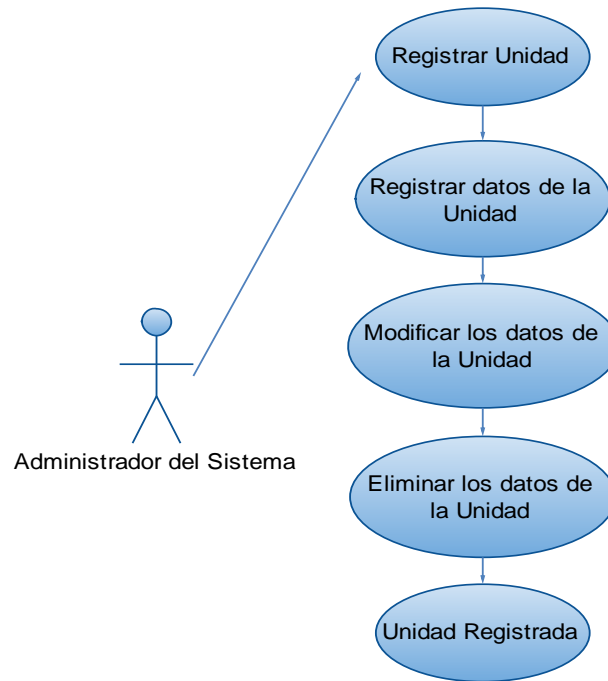 Registrar Unidad
Registrar datos de la
Unidad
Modificar los datos de
la Unidad
Administrador del Sistema
Eliminar los datos de
la Unidad
Unidad Registrada